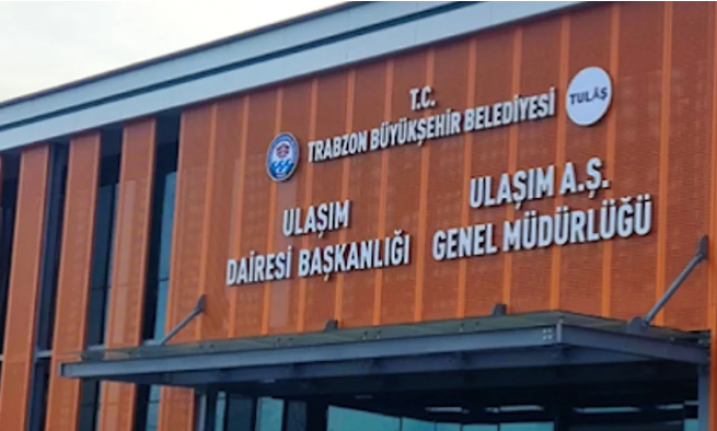 T.C.
TRABZON BÜYÜKŞEHİR BELEDİYESİ
TULAŞ
ULAŞIM
DAİRESİ BAŞKANLIĞI
ULAŞIM A.Ş.
GENEL MÜDÜRLÜĞÜ